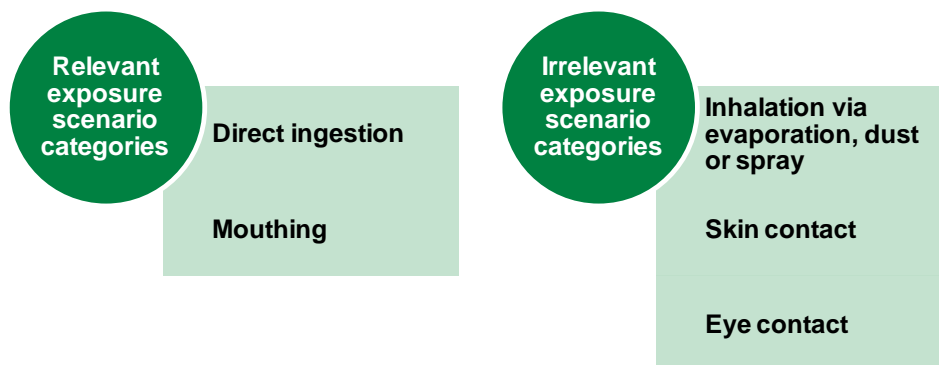 Relevant
exposure
scenario
categories
Direct ingestion
Mouthing
Irrelevant
exposure
scenario
categories
Inhalation via
evaporation, dust
or spray
Skin contact
Eye contact